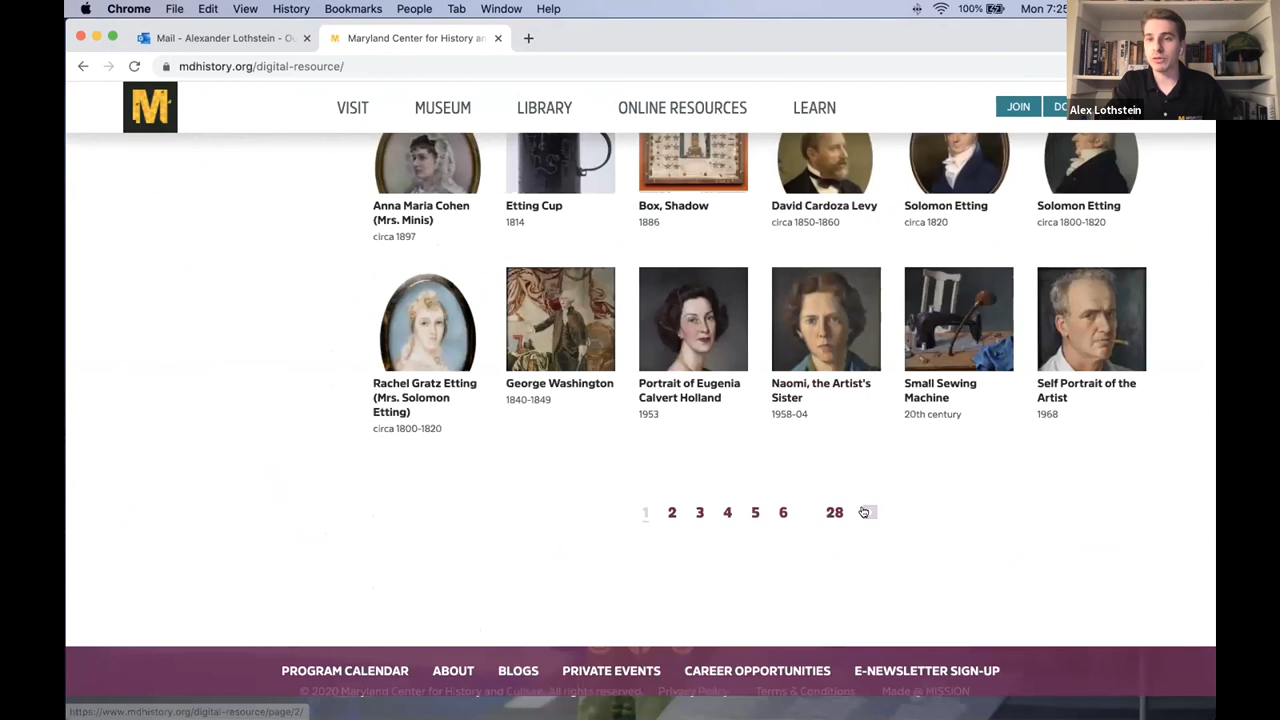 Chrome File Edit View History Bookmarks People Tab Window Help 100% Mon 7:25
Mail - Alexander Lothstein - Ou
Maryland Center for History an
mdhistory.org/digital-resource/
M
VISIT MUSEUM LIBRARY ONLINE RESOURCES LEARN
JOIN DO
Alex Lothstein
Anna Maria Cohen
(Mrs. Minis)
circa 1897
Etting Cup
1814
Box, Shadow
1886
David Cardoza Levy
circa 1850-1860
Solomon Etting
circa 1820
Solomon Etting
circa 1800-1820
Rachel Gratz Etting
(Mrs. Solomon
Etting)
circa 1800-1820
George Washington
1840-1849
Portrait of Eugenia
Calvert Holland
1953
Naomi, the Artist's
Sister
1958-04
Small Sewing
Machine
20th century
Self Portrait of the
Artist
1968
1 2 3 4 5 6 28
PROGRAM CALENDAR ABOUT BLOGS PRIVATE EVENTS CAREER OPPORTUNITIES E-NEWSLETTER SIGN-UP
© 2020 Maryland Center for History and Culture. All rights reserved. Privacy Policy Terms & Conditions Made @ MISSION
https://www.mdhistory.org/digital-resource/page/2/